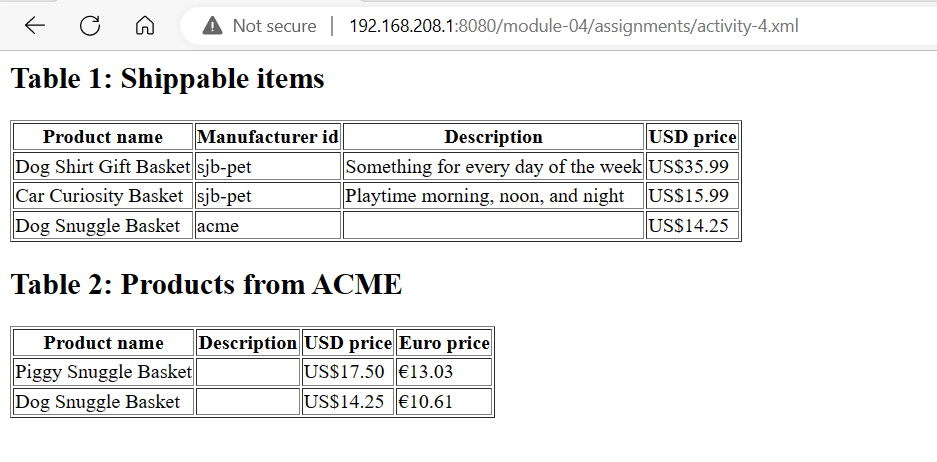 Not secure | 192.168.208.1:8080/module-04/assignments/activity-4.xml
Table 1: Shippable items
Product name Manufacturer id Description USD price
Dog Shirt Gift Basket sjb-pet Something for every day of the week US$35.99
Car Curiosity Basket sjb-pet Playtime morning, noon, and night US$15.99
Dog Snuggle Basket acme US$14.25
Table 2: Products from ACME
Product name Description USD price Euro price
Piggy Snuggle Basket US$17.50 €13.03
Dog Snuggle Basket US$14.25 €10.61